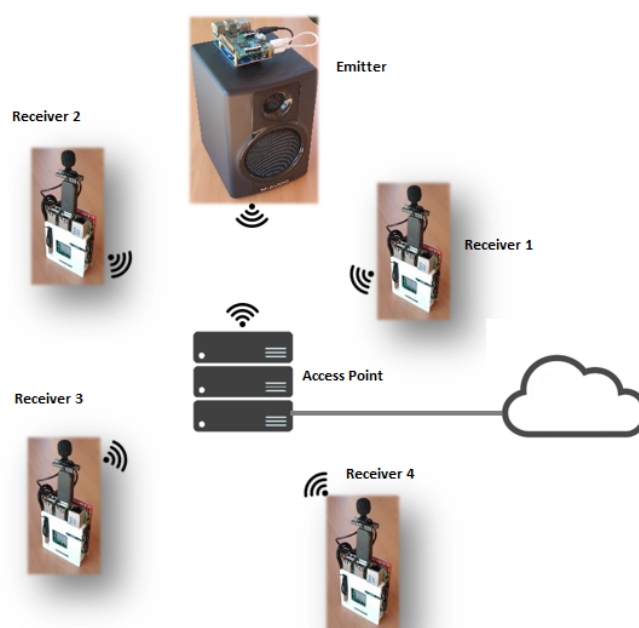 Emitter
Receiver 2
Receiver 1
Access Point
Receiver 3
Receiver 4